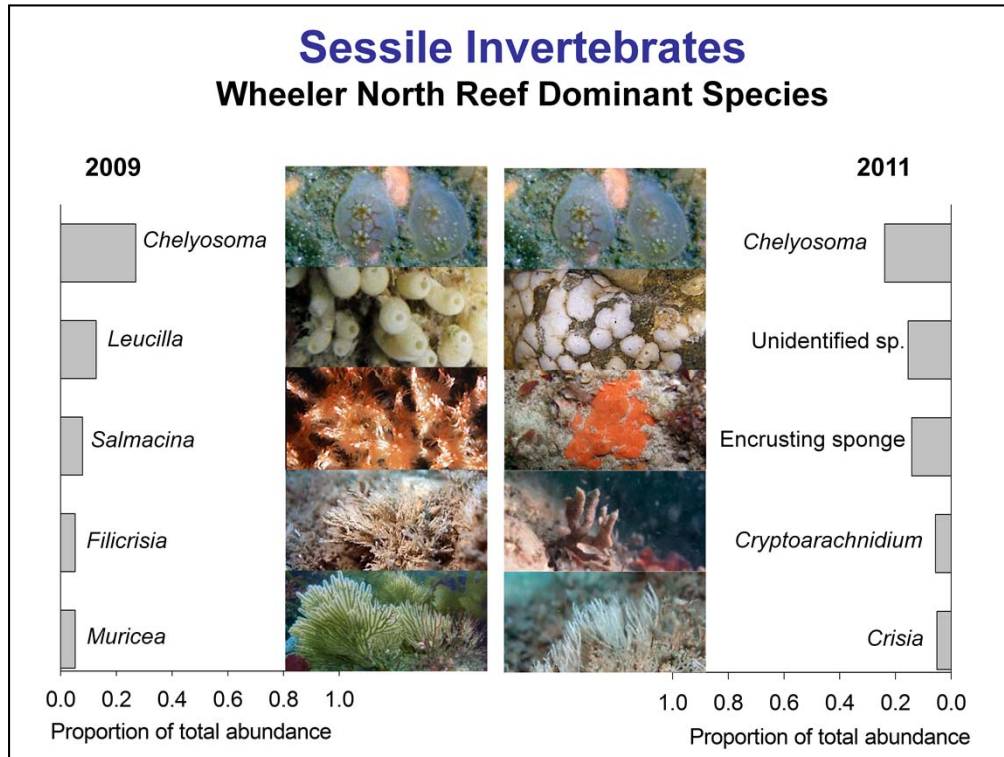 Sessile Invertebrates
Wheeler North Reef Dominant Species
2009
Chelyosoma
Leucilla
Salmacina
Filicrisia
Muricea
0.0 0.2 0.4 0.6 0.8 1.0
Proportion of total abundance
2011
Chelyosoma
Unidentified sp.
Encrusting sponge
Cryptoarachnidium
Crisia
1.0 0.8 0.6 0.4 0.2 0.0
Proportion of total abundance